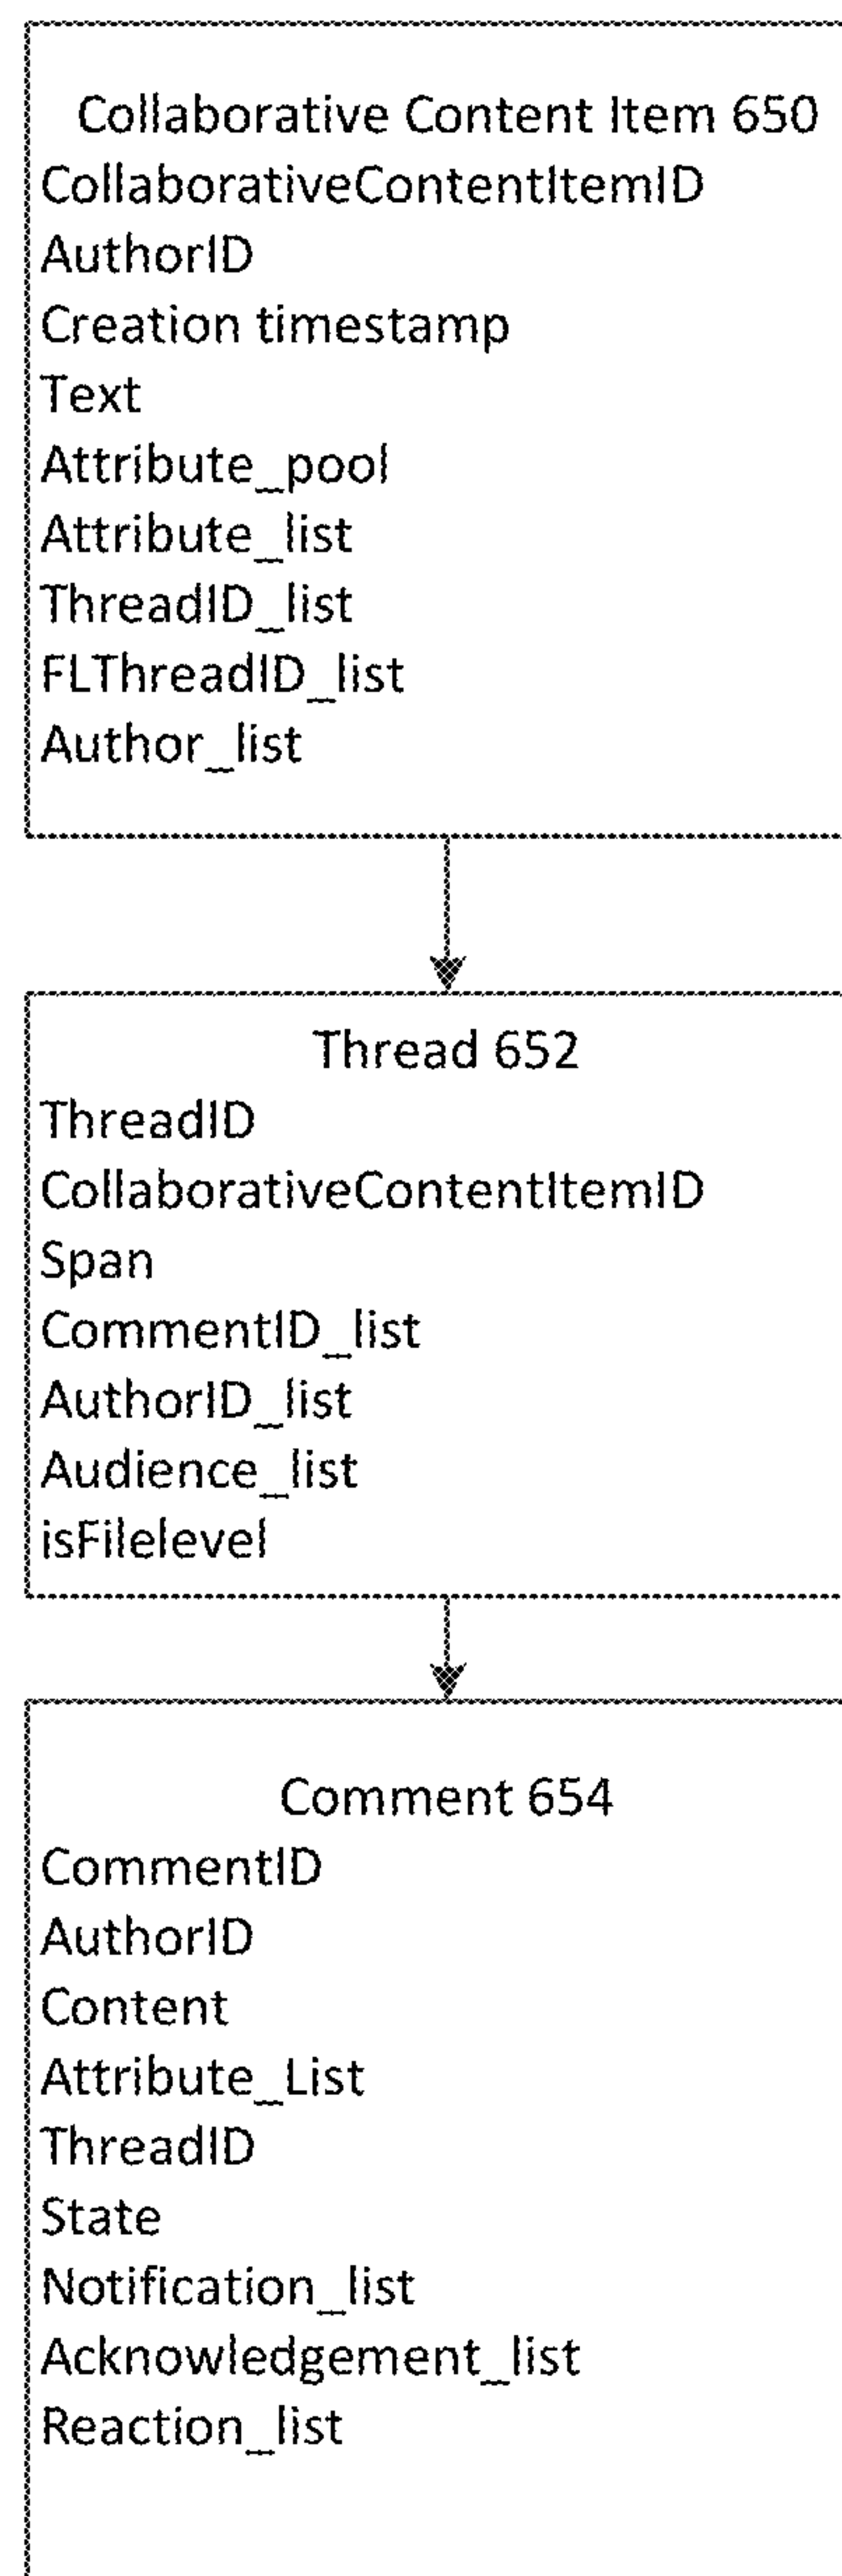 Collaborative Content Item 650
CollaborativeContentItemID
AuthorID
Creation timestamp
Text
Attribute_pool
Attribute_list
ThreadID_list
FLThreadID_list
Author_list
Thread 652
ThreadID
CollaborativeContentItemID
Span
CommentID_list
AuthorID_list
Audience_list
isFilelevel
Comment 654
CommentID
AuthorID
Content
Attribute_List
ThreadID
State
Notification_list
Acknowledgement_list
Reaction_list